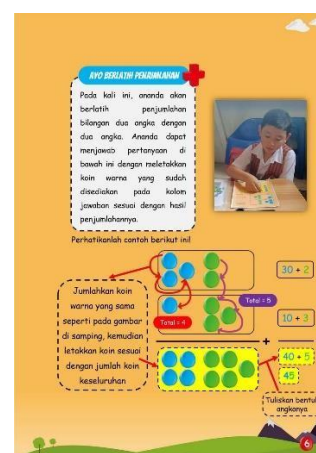 AYO BERLATIH PENJUMLAHAN
Pada kali ini, ananda akan
berlatih penjumlahan
bilangan dua angka dengan
dua angka. Ananda dapat
menjawab pertanyaan di
bawah ini dengan meletakkan
koin warna yang sudah
disediakan pada kolom
jawaban sesuai dengan hasil
penjumlahannya.
Perhatikanlah contoh berikut ini!
30 + 2
Jumlahkan koin
warna yang sama
seperti pada gambar
di samping, kemudian
letakkan koin sesuai
dengan jumlah koin
keseluruhan
Total = 5
Total = 4
10 + 3
+
40 + 5
45
Tuliskan bentuk
angkanya.
6